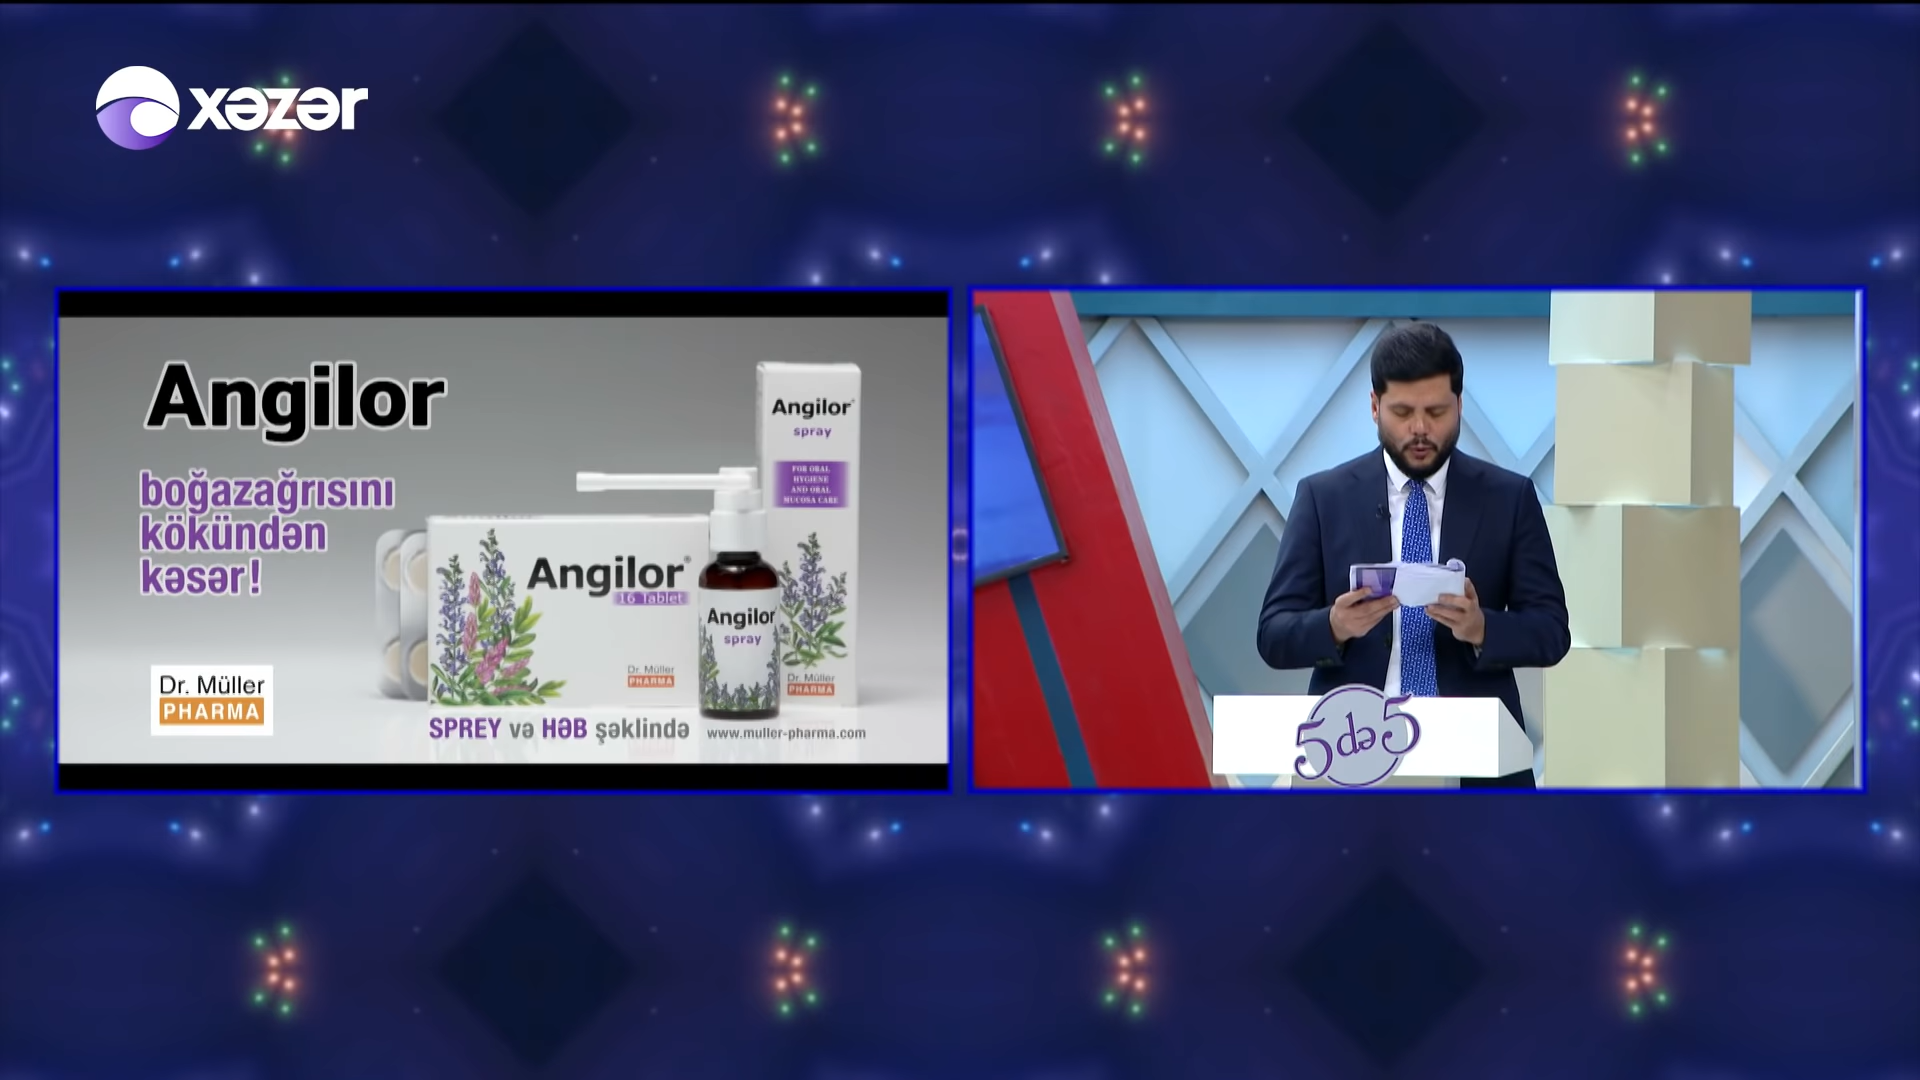 xəzər
Angilor
boğazağrısını
kökündən
kəsər!
Dr. Müller
PHARMA
Angilor®
16 Tablet
Dr. Müller
PHARMA
Angilor
spray
Angilor®
spray
FOR ORAL
HYGIENE
AND ORAL
MUCOSA CARE
Dr. Müller
PHARMA
SPREY və HƏB şəklində
www.muller-pharma.com
5də5